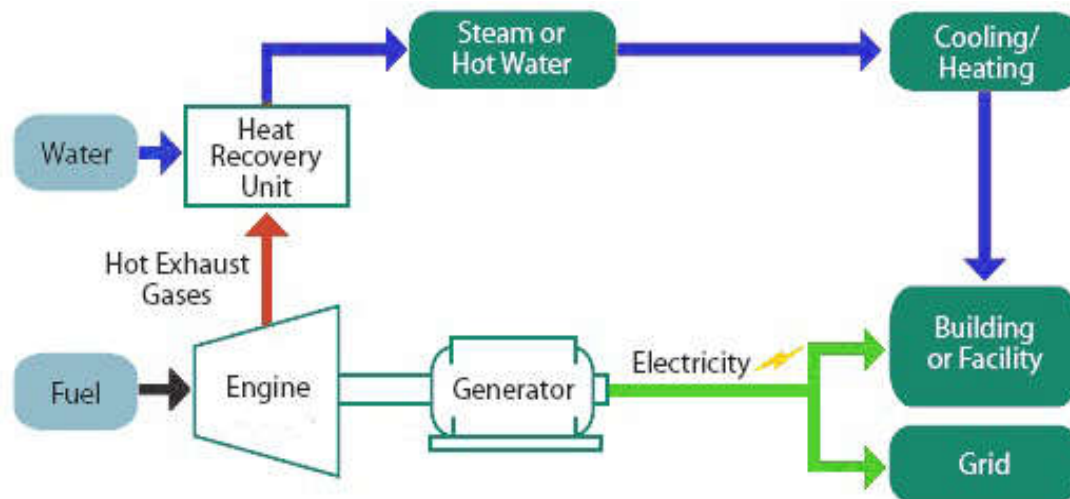 Steam or
Hot Water
Cooling/
Heating
Water
Heat
Recovery
Unit
Hot Exhaust
Gases
Fuel
Engine
Generator
Electricity
Building
or Facility
Grid